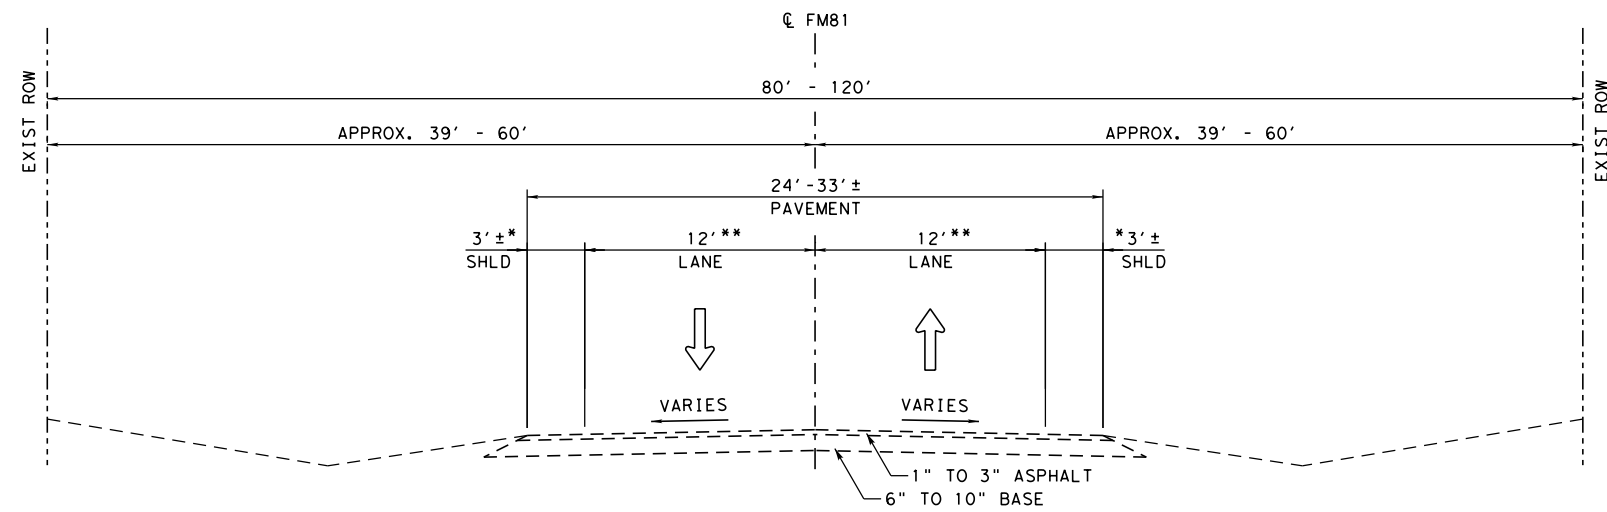 ℄ FM81
80' - 120'
APPROX. 39' - 60'
APPROX. 39' - 60'
EXIST ROW
EXIST ROW
24'-33'±
PAVEMENT
3'±*
SHLD
12'**
LANE
12'**
LANE
*3'±
SHLD
VARIES
VARIES
1" TO 3" ASPHALT
6" TO 10" BASE